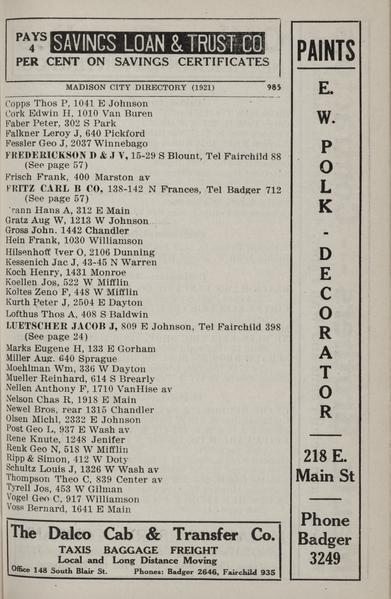 PAYS 4 SAVINGS LOAN & TRUST CO
PER CENT ON SAVINGS CERTIFICATES
MADISON CITY DIRECTORY (1921) 985
Copps Thos P, 1041 E Johnson
Cork Edwin H, 1010 Van Buren
Faber Peter, 302 S Park
Falkner Leroy J, 640 Pickford
Fessler Geo J, 2037 Winnebago
FREDERICKSON D & J V, 15-29 S Blount, Tel Fairchild 88
(See page 57)
Frisch Frank, 400 Marston av
FRITZ CARL B CO, 138-142 N Frances, Tel Badger 712
(See page 57)
rann Hans A, 312 E Main
Gratz Aug W, 1213 W Johnson
Gross John. 1442 Chandler
Hein Frank, 1030 Williamson
Hilsenhoff Iver O, 2106 Dunning
Kessenich Jac J, 43-45 N Warren
Koch Henry, 1431 Monroe
Koellen Jos, 522 W Mifflin
Koltes Zeno F, 448 W Mifflin
Kurth Peter J, 2504 E Dayton
Lofthus Thos A, 408 S Baldwin
LUETSCHER JACOB J, 809 E Johnson, Tel Fairchild 398
(See page 24)
Marks Eugene H, 133 E Gorham
Miller Aug. 640 Sprague
Moehlman Wm, 336 W Dayton
Mueller Reinhard, 614 S Brearly
Nellen Anthony F, 1710 VanHise av
Nelson Chas R, 1918 E Main
Newel Bros, rear 1315 Chandler
Olsen Michl, 2332 E Johnson
Post Geo L, 937 E Wash av
Rene Knute, 1248 Jenifer
Renk Geo N, 518 W Mifflin
Ripp & Simon, 412 W Doty
Schultz Louis J, 1326 W Wash av
Thompson Theo C, 839 Center av
Tyrell Jos, 453 W Gilman
Vogel Geo C, 917 Williamson
Voss Bernard, 1641 E Main
The Dalco Cab & Transfer Co.
TAXIS BAGGAGE FREIGHT
Local and Long Distance Moving
Office 148 South Blair St. Phones: Badger 2646, Fairchild 935
PAINTS
E.
W.
P
O
L
K
-
D
E
C
O
R
A
T
O
R
218 E.
Main St
Phone
Badger
3249